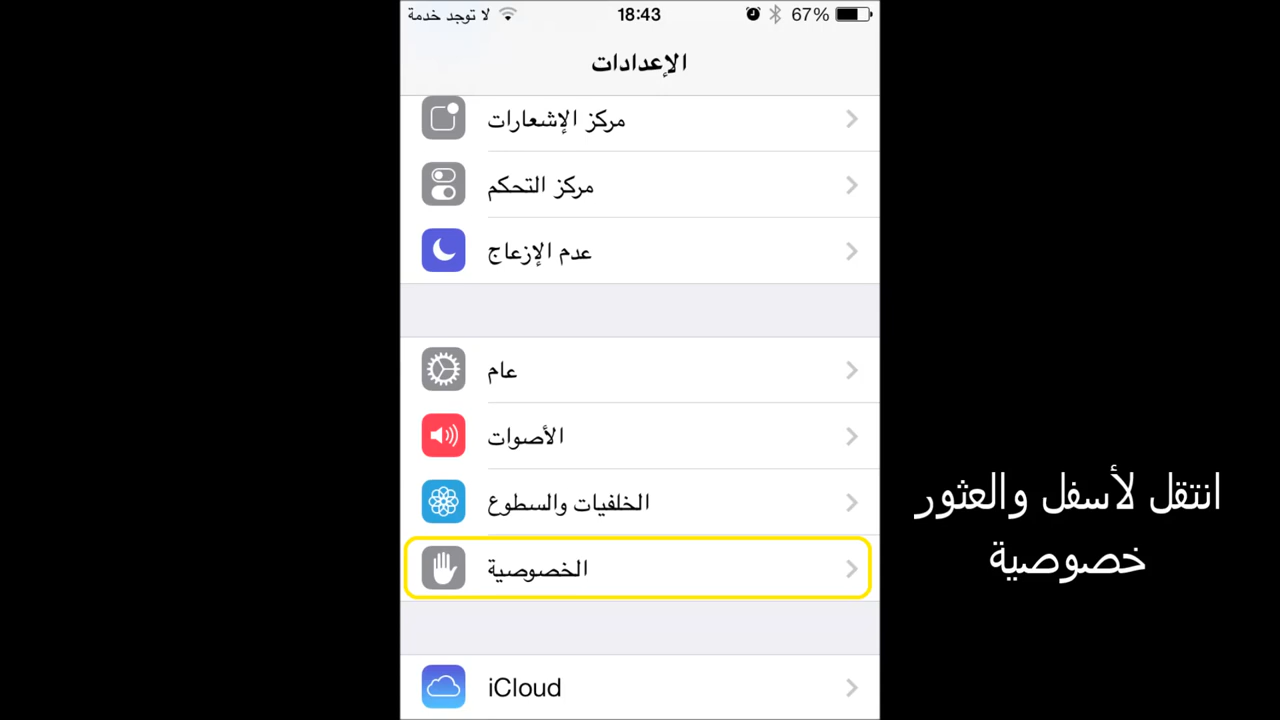 لا توجد خدمة 18:43 67%
الإعدادات
مركز الإشعارات
مركز التحكم
عدم الإزعاج
عام
الأصوات
الخلفيات والسطوع
الخصوصية
iCloud
انتقل لأسفل والعثور
خصوصية